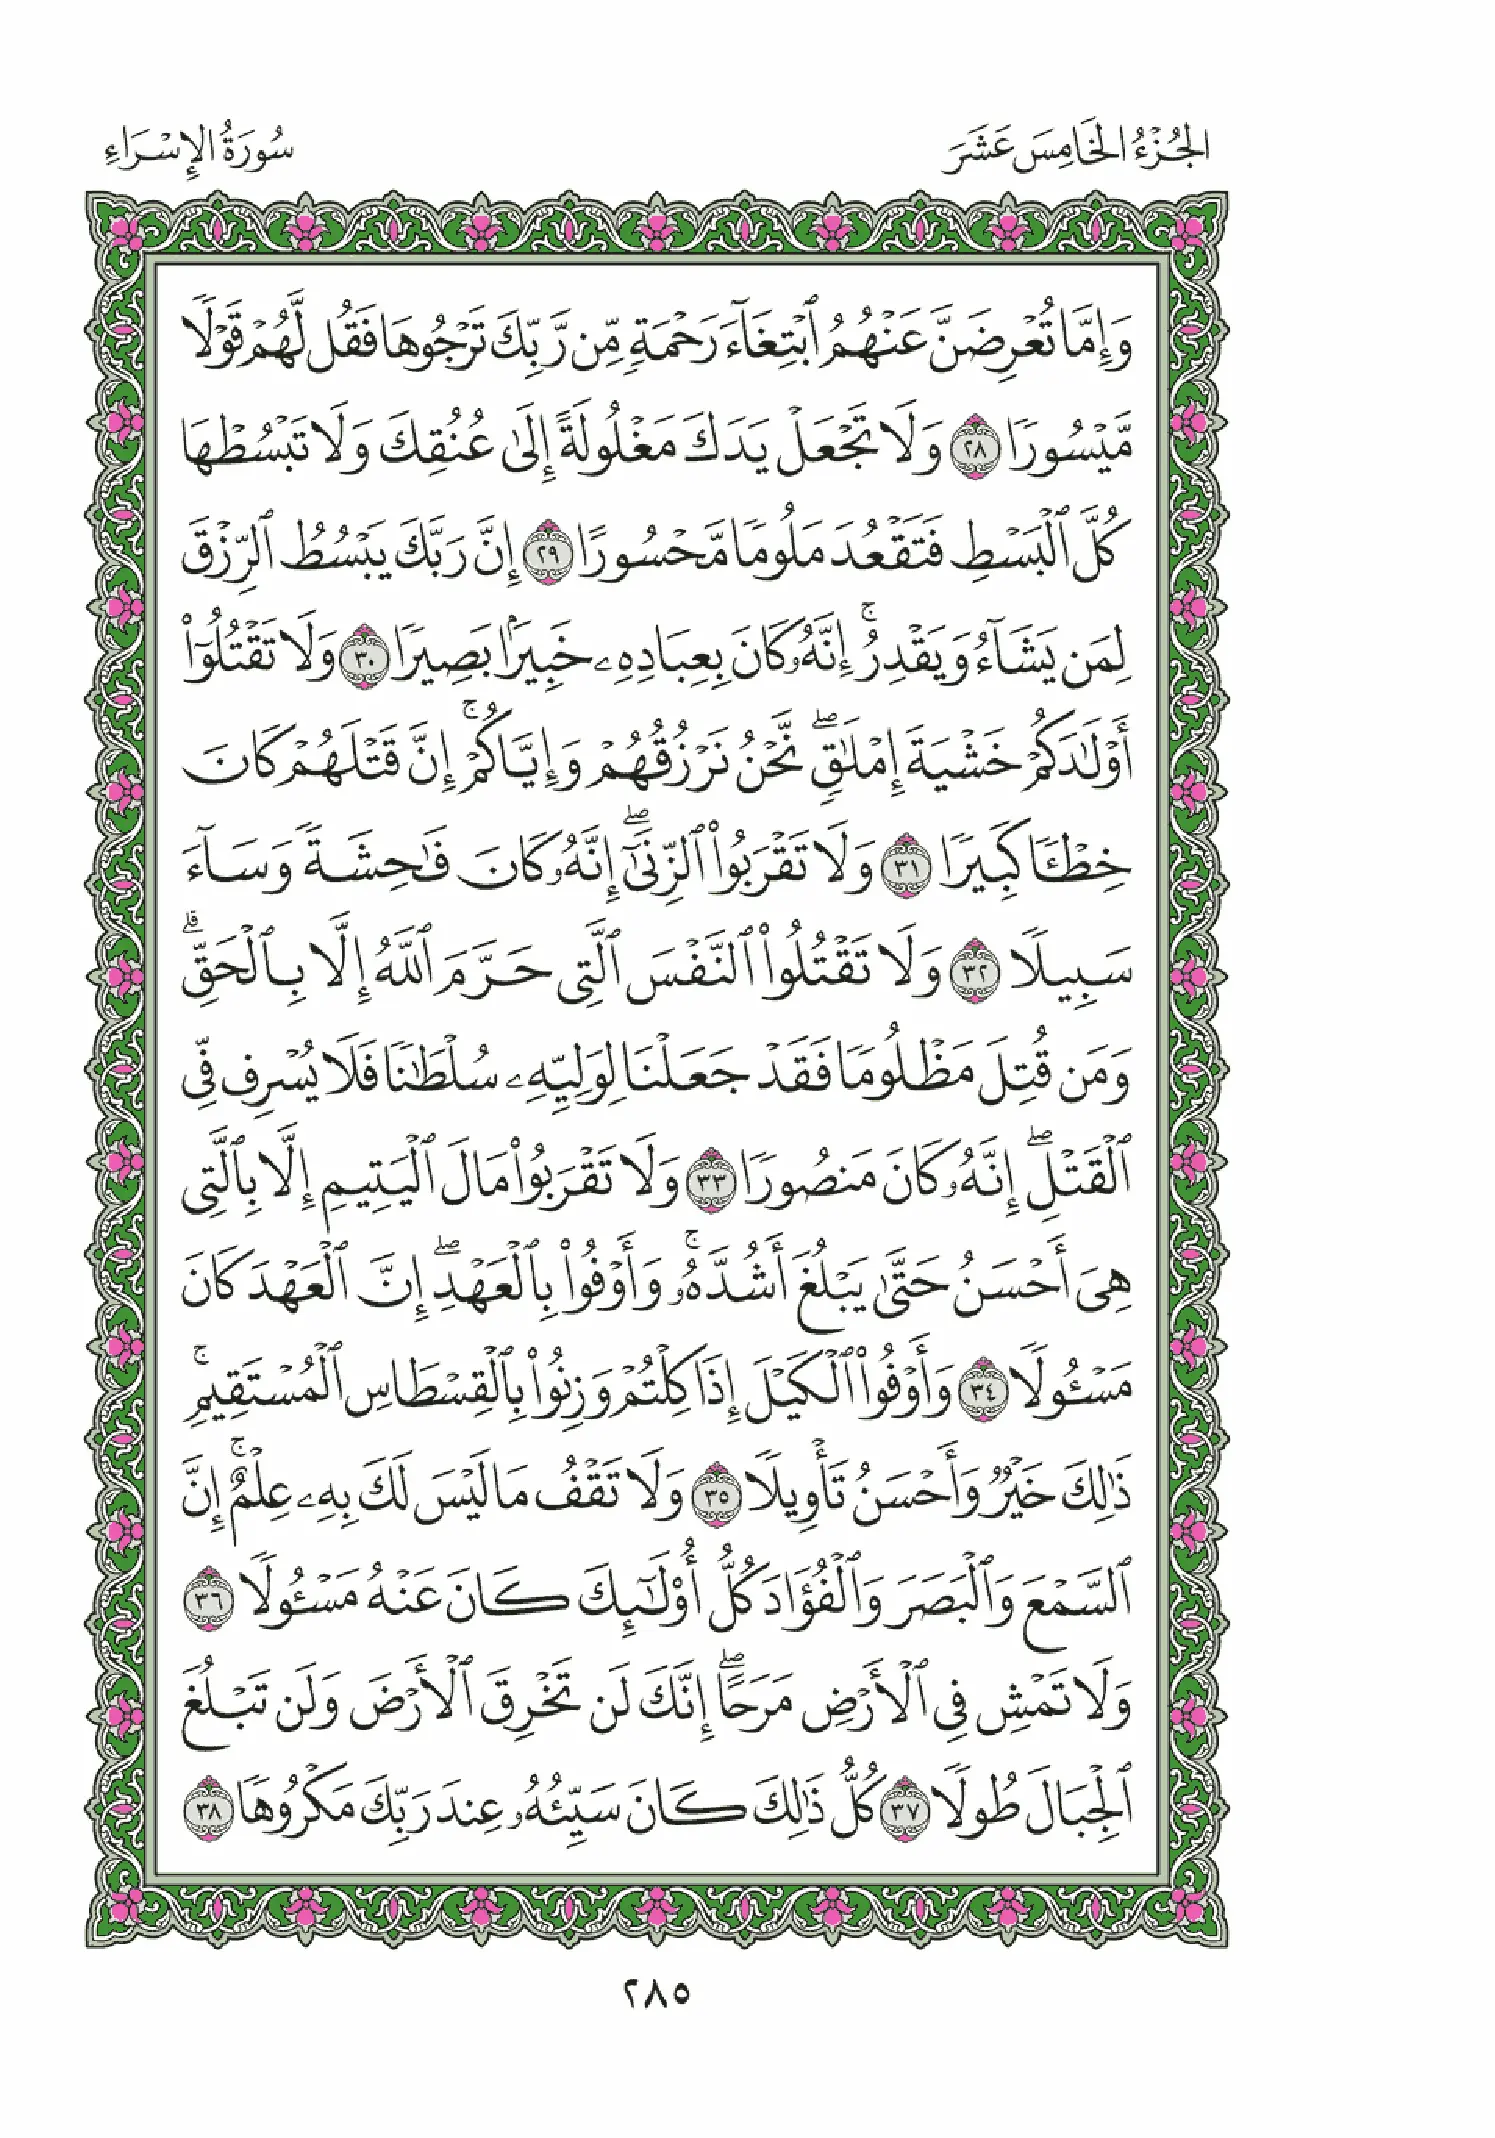 الجُزْءُ الخَامِسَ عَشَرَ
سُورَةُ الإِسْرَاءِ
وَإِمَّا تُعْرِضَنَّ عَنْهُمُ ٱبْتِغَآءَ رَحْمَةٍ مِّن رَّبِّكَ تَرْجُوهَا فَقُل لَّهُمْ قَوْلًا
مَّيْسُورًا ٢٨ وَلَا تَجْعَلْ يَدَكَ مَغْلُولَةً إِلَىٰ عُنُقِكَ وَلَا تَبْسُطْهَا
كُلَّ ٱلْبَسْطِ فَتَقْعُدَ مَلُومًا مَّحْسُورًا ٢٩ إِنَّ رَبَّكَ يَبْسُطُ ٱلرِّزْقَ
لِمَن يَشَآءُ وَيَقْدِرُ ۚ إِنَّهُۥ كَانَ بِعِبَادِهِۦ خَبِيرًۢا بَصِيرًا ٣٠ وَلَا تَقْتُلُوٓا۟
أَوْلَـٰدَكُمْ خَشْيَةَ إِمْلَـٰقٍ ۖ نَّحْنُ نَرْزُقُهُمْ وَإِيَّاكُمْ ۚ إِنَّ قَتْلَهُمْ كَانَ
خِطْـًٔا كَبِيرًا ٣١ وَلَا تَقْرَبُوا۟ ٱلزِّنَىٰٓ ۖ إِنَّهُۥ كَانَ فَـٰحِشَةً وَسَآءَ
سَبِيلًا ٣٢ وَلَا تَقْتُلُوا۟ ٱلنَّفْسَ ٱلَّتِى حَرَّمَ ٱللَّهُ إِلَّا بِٱلْحَقِّ ۗ
وَمَن قُتِلَ مَظْلُومًا فَقَدْ جَعَلْنَا لِوَلِيِّهِۦ سُلْطَـٰنًا فَلَا يُسْرِف فِّى
ٱلْقَتْلِ ۖ إِنَّهُۥ كَانَ مَنصُورًا ٣٣ وَلَا تَقْرَبُوا۟ مَالَ ٱلْيَتِيمِ إِلَّا بِٱلَّتِى
هِىَ أَحْسَنُ حَتَّىٰ يَبْلُغَ أَشُدَّهُۥ ۚ وَأَوْفُوا۟ بِٱلْعَهْدِ ۖ إِنَّ ٱلْعَهْدَ كَانَ
مَسْـُٔولًا ٣٤ وَأَوْفُوا۟ ٱلْكَيْلَ إِذَا كِلْتُمْ وَزِنُوا۟ بِٱلْقِسْطَاسِ ٱلْمُسْتَقِيمِ ۚ
ذَٰلِكَ خَيْرٌ وَأَحْسَنُ تَأْوِيلًا ٣٥ وَلَا تَقْفُ مَا لَيْسَ لَكَ بِهِۦ عِلْمٌ ۚ إِنَّ
ٱلسَّمْعَ وَٱلْبَصَرَ وَٱلْفُؤَادَ كُلُّ أُو۟لَـٰٓئِكَ كَانَ عَنْهُ مَسْـُٔولًا ٣٦
وَلَا تَمْشِ فِى ٱلْأَرْضِ مَرَحًا ۖ إِنَّكَ لَن تَخْرِقَ ٱلْأَرْضَ وَلَن تَبْلُغَ
ٱلْجِبَالَ طُولًا ٣٧ كُلُّ ذَٰلِكَ كَانَ سَيِّئُهُۥ عِندَ رَبِّكَ مَكْرُوهًا ٣٨
٢٨٥